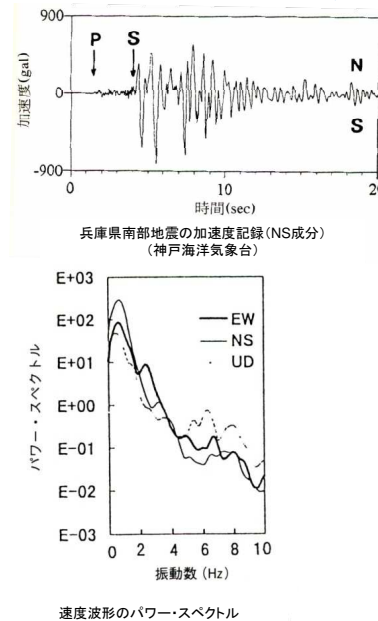 900
P S N
加速度(gal)
0
S
-900
0 10 20
時間(sec)
兵庫県南部地震の加速度記録(NS成分)
(神戸海洋気象台)
E+03
E+02
E+01
E+00
E-01
E-02
E-03
パワー・スペクトル
EW
NS
UD
0 2 4 6 8 10
振動数 (Hz)
速度波形のパワー・スペクトル